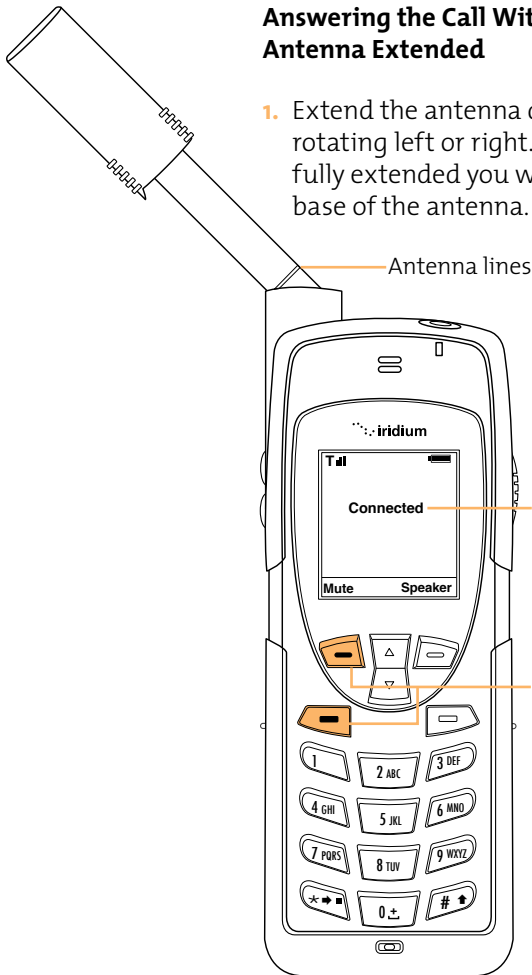 Answering the Call Wit
Antenna Extended
1. Extend the antenna
rotating left or right.
fully extended you w
base of the antenna.
Antenna lines
iridium
T
Connected
Mute Speaker
1 2 ABC 3 DEF
4 GHI 5 JKL 6 MNO
7 PQRS 8 TUV 9 WXYZ
* 0 + #